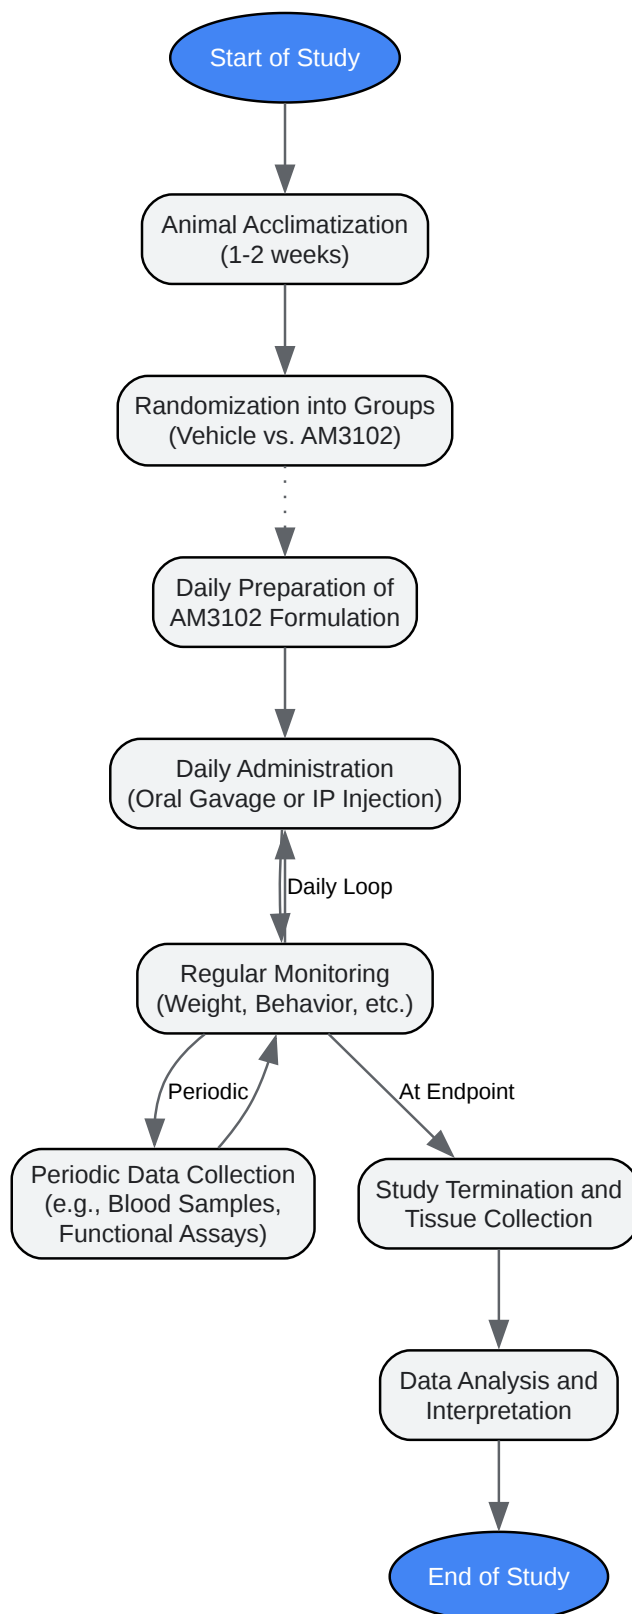 Start of Study
Animal Acclimatization
(1-2 weeks)
Randomization into Groups
(Vehicle vs. AM3102)
Daily Preparation of
AM3102 Formulation
Daily Administration
(Oral Gavage or IP Injection)
Daily Loop
Regular Monitoring
(Weight, Behavior, etc.)
Periodic
At Endpoint
Periodic Data Collection
(e.g., Blood Samples,
Functional Assays)
Study Termination and
Tissue Collection
Data Analysis and
Interpretation
End of Study